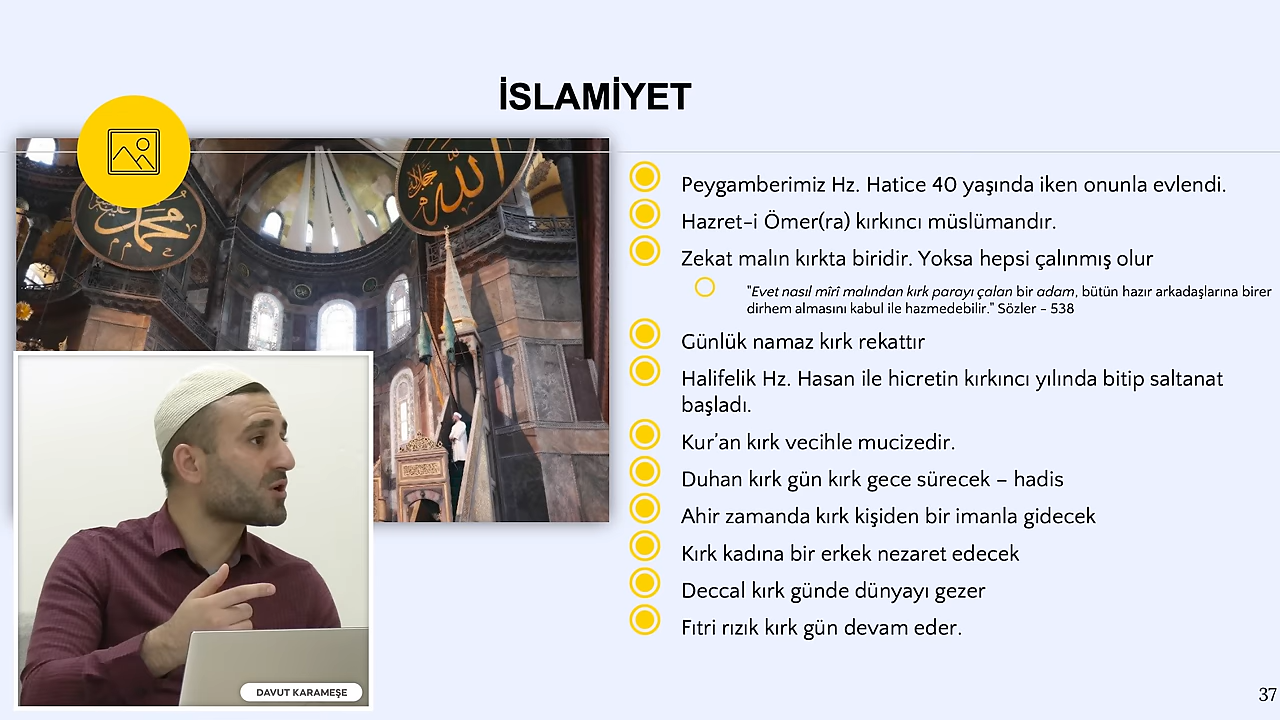 İSLAMİYET
الله
جل جلاله
محمد
Peygamberimiz Hz. Hatice 40 yaşında iken onunla evlendi.
Hazret-i Ömer(ra) kırkıncı müslümandır.
Zekat malın kırkta biridir. Yoksa hepsi çalınmış olur
"Evet nasıl mîrî malından kırk parayı çalan bir adam, bütün hazır arkadaşlarına birer
dirhem almasını kabul ile hazmedebilir." Sözler - 538
Günlük namaz kırk rekattır
Halifelik Hz. Hasan ile hicretin kırkıncı yılında bitip saltanat
başladı.
Kur'an kırk vecihle mucizedir.
Duhan kırk gün kırk gece sürecek – hadis
Ahir zamanda kırk kişiden bir imanla gidecek
Kırk kadına bir erkek nezaret edecek
Deccal kırk günde dünyayı gezer
Fıtri rızık kırk gün devam eder.
DAVUT KARAMEŞE
37